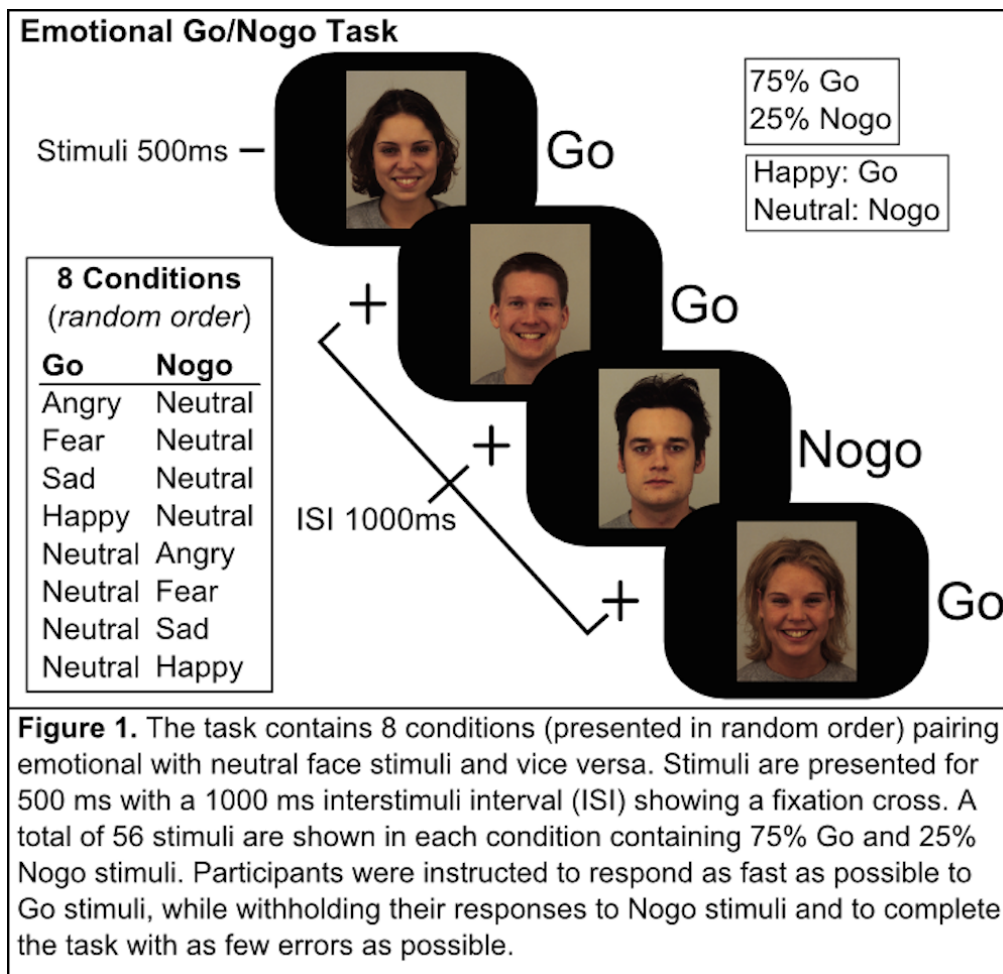 Emotional Go/Nogo Task
Stimuli 500ms
Go
75% Go
25% Nogo
Happy: Go
Neutral: Nogo
Go
Nogo
Go
ISI 1000ms
8 Conditions
(random order)
Go Nogo
Angry Neutral
Fear Neutral
Sad Neutral
Happy Neutral
Neutral Angry
Neutral Fear
Neutral Sad
Neutral Happy
Figure 1. The task contains 8 conditions (presented in random order) pairing
emotional with neutral face stimuli and vice versa. Stimuli are presented for
500 ms with a 1000 ms interstimuli interval (ISI) showing a fixation cross. A
total of 56 stimuli are shown in each condition containing 75% Go and 25%
Nogo stimuli. Participants were instructed to respond as fast as possible to
Go stimuli, while withholding their responses to Nogo stimuli and to complete
the task with as few errors as possible.